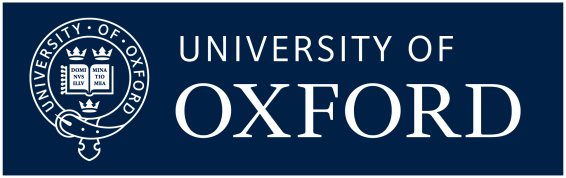 UNIVERSITY · OF · OXFORD
DOMI MINA
NVS TIO
ILLV MEA
UNIVERSITY OF
OXFORD